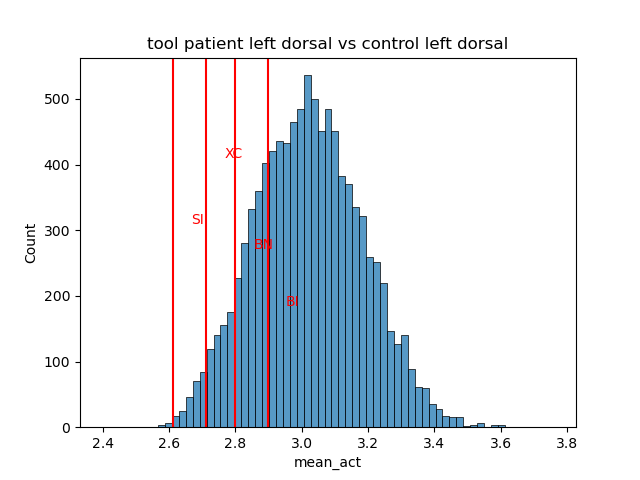 tool patient left dorsal vs control left dorsal
500
400
300
200
100
0
Count
XC
SI
BN
BI
2.4 2.6 2.8 3.0 3.2 3.4 3.6 3.8
mean_act